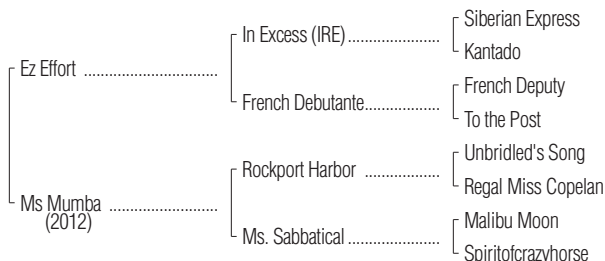 Siberian Express
In Excess (IRE)
Kantado
Ez Effort
French Deputy
French Debutante
To the Post
Unbridled's Song
Rockport Harbor
Regal Miss Copelan
Ms Mumba
(2012)
Malibu Moon
Ms. Sabbatical
Spiritofcrazyhorse